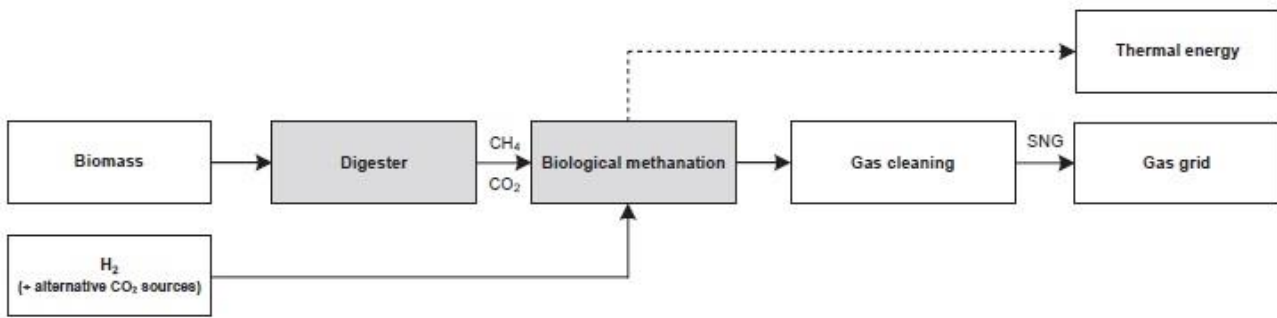 Thermal energy
Biomass
Digester
CH₄
CO₂
Biological methanation
Gas cleaning
SNG
Gas grid
H₂
(+ alternative CO₂ sources)